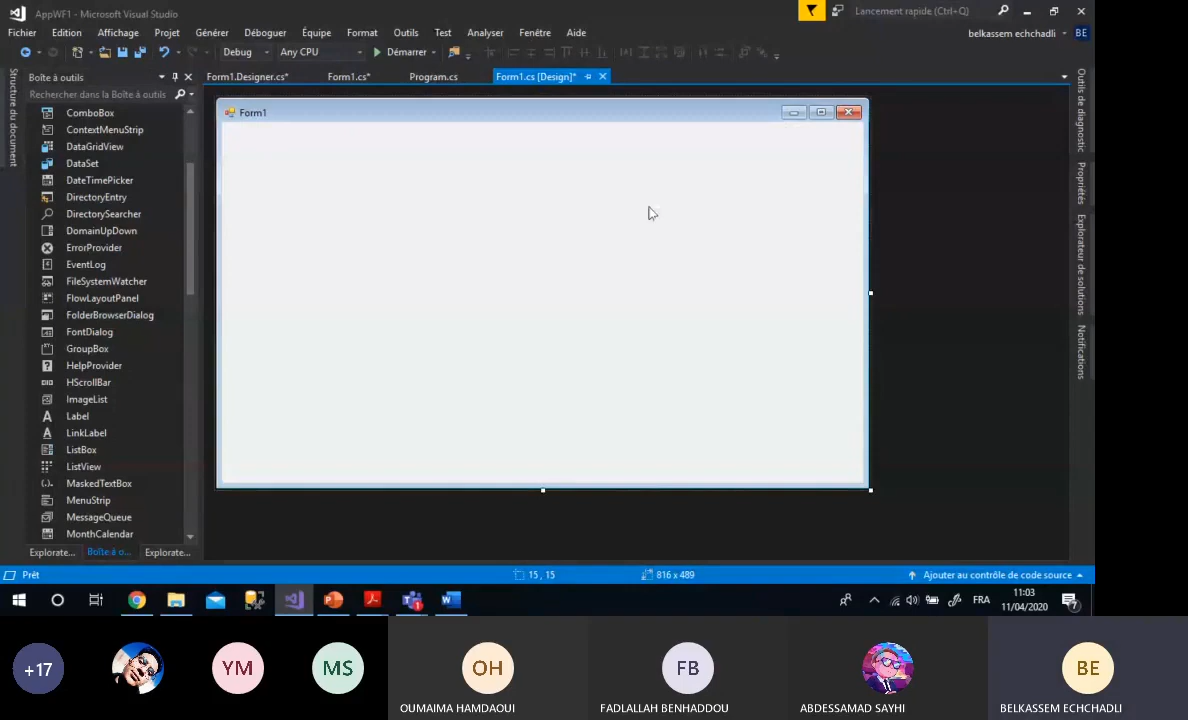 AppWF1 - Microsoft Visual Studio
Lancement rapide (Ctrl+Q)
Fichier Edition Affichage Projet Générer Déboguer Équipe Format Outils Test Analyser Fenêtre Aide
belkassem echchadli BE
Debug Any CPU Démarrer
Structure du document
Boîte à outils
Form1.Designer.cs* Form1.cs* Program.cs Form1.cs [Design]*
Rechercher dans la Boîte à outils
ComboBox
ContextMenuStrip
DataGridView
DataSet
DateTimePicker
DirectoryEntry
DirectorySearcher
DomainUpDown
ErrorProvider
EventLog
FileSystemWatcher
FlowLayoutPanel
FolderBrowserDialog
FontDialog
GroupBox
HelpProvider
HScrollBar
ImageList
Label
LinkLabel
ListBox
ListView
MaskedTextBox
MenuStrip
MessageQueue
MonthCalendar
Form1
Outils de diagnostic
Propriétés
Explorateur de solutions
Notifications
Explorate... Boîte à o... Explorate...
Prêt
15 , 15
816 x 489
Ajouter au contrôle de code source
FRA
11:03
11/04/2020
7
+17
YM
MS
OH
OUMAIMA HAMDAOUI
FB
FADLALLAH BENHADDOU
ABDESSAMAD SAYHI
BE
BELKASSEM ECHCHADLI